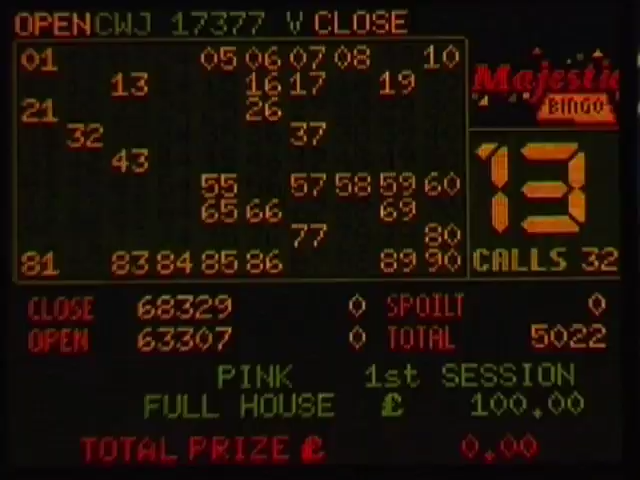 OPEN CWJ 17377 V CLOSE
01 05 06 07 08 10
13 16 17 19
21 26
32 37
43
55 57 58 59 60
65 66 69
77 80
81 83 84 85 86 89 90
Majestic
BINGO
13
CALLS 32
CLOSE 68329 0 SPOILT 0
OPEN 63307 0 TOTAL 5022
PINK 1st SESSION
FULL HOUSE £ 100.00
TOTAL PRIZE £ 0.00